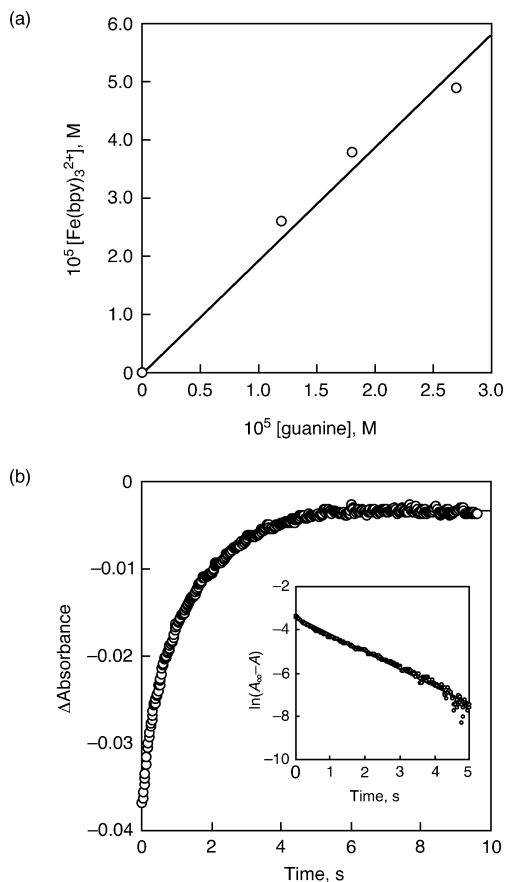 (a)
6.0
5.0
4.0
3.0
2.0
1.0
0
10⁵ [Fe(bpy)₃²⁺], M
0 0.5 1.0 1.5 2.0 2.5 3.0
10⁵ [guanine], M
(b)
0
−0.01
−0.02
−0.03
−0.04
ΔAbsorbance
−2
−4
−6
−8
−10
ln(A∞−A)
0 1 2 3 4 5
Time, s
0 2 4 6 8 10
Time, s